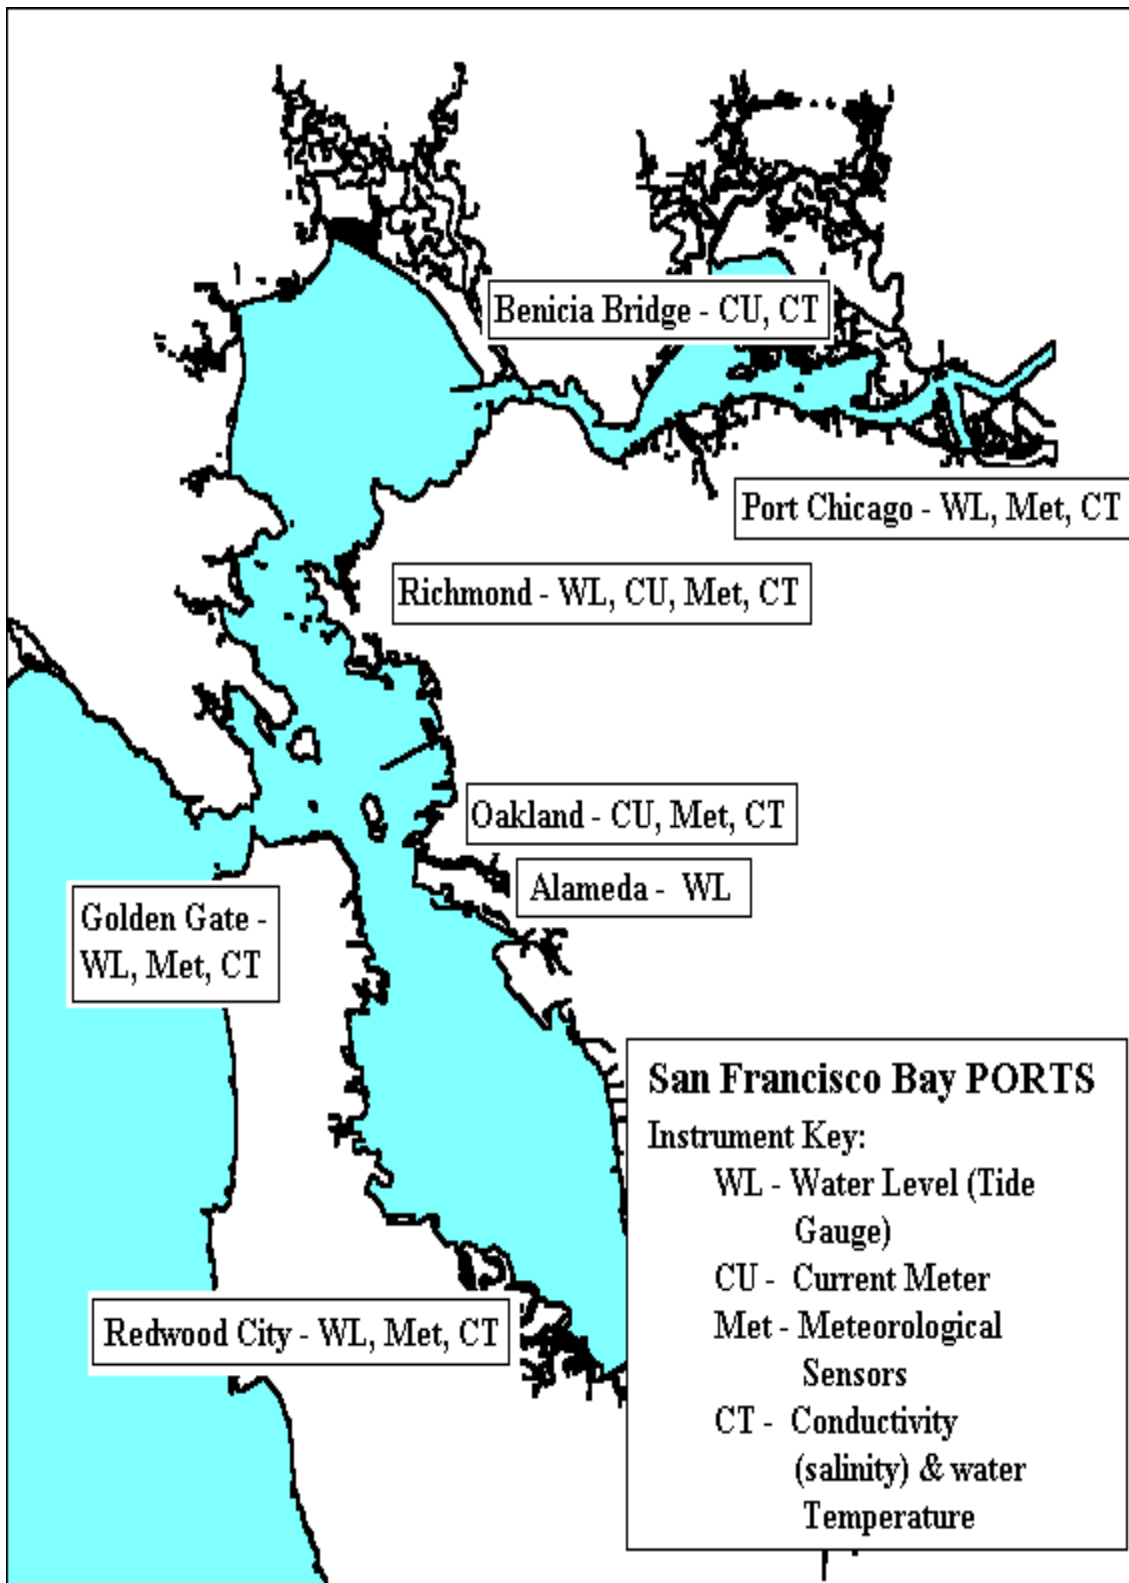 Benicia Bridge - CU, CT
Port Chicago - WL, Met, CT
Richmond - WL, CU, Met, CT
Oakland - CU, Met, CT
Alameda - WL
Golden Gate -
WL, Met, CT
Redwood City - WL, Met, CT
San Francisco Bay PORTS
Instrument Key:
WL - Water Level (Tide
Gauge)
CU - Current Meter
Met - Meteorological
Sensors
CT - Conductivity
(salinity) & water
Temperature